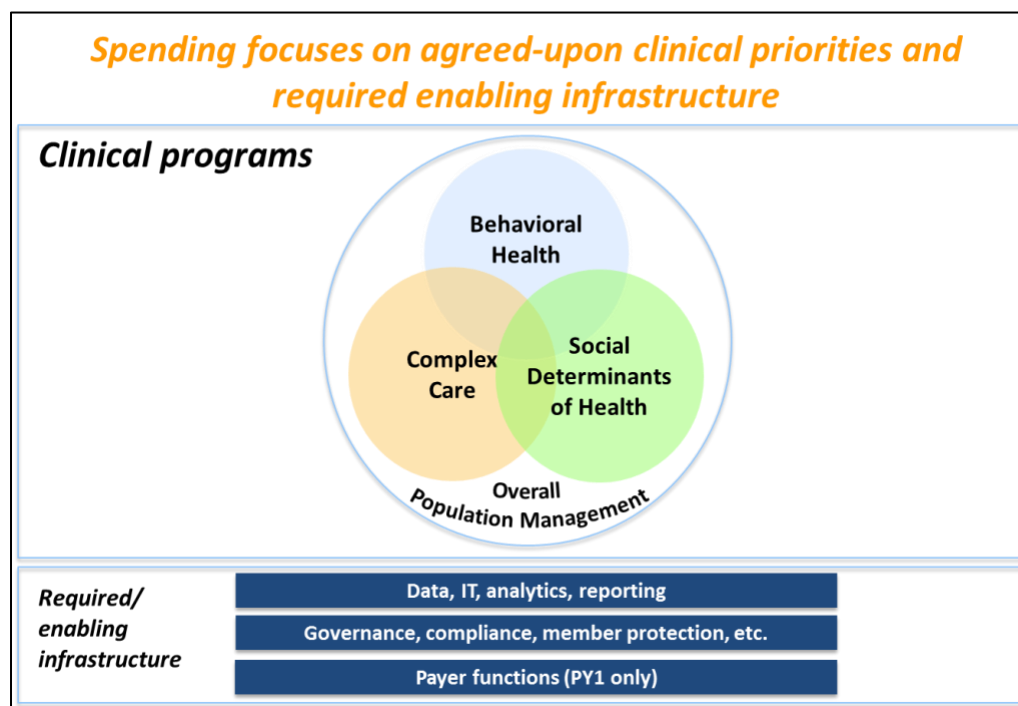 Spending focuses on agreed-upon clinical priorities and
required enabling infrastructure
Clinical programs
Behavioral
Health
Complex
Care
Social
Determinants
of Health
Overall
Population Management
Required/
enabling
infrastructure
Data, IT, analytics, reporting
Governance, compliance, member protection, etc.
Payer functions (PY1 only)